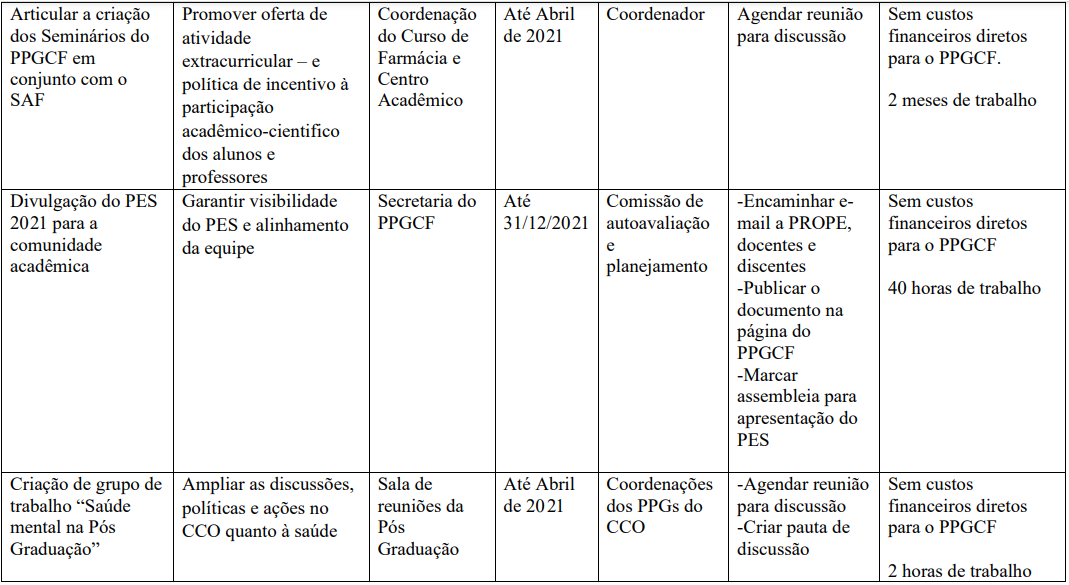 Articular a criação
dos Seminários do
PPGCF em
conjunto com o
SAF
Promover oferta de
atividade
extracurricular – e
política de incentivo à
participação
acadêmico-cientifico
dos alunos e
professores
Coordenação
do Curso de
Farmácia e
Centro
Acadêmico
Até Abril
de 2021
Coordenador
Agendar reunião
para discussão
Sem custos
financeiros diretos
para o PPGCF.
2 meses de trabalho
Divulgação do PES
2021 para a
comunidade
acadêmica
Garantir visibilidade
do PES e alinhamento
da equipe
Secretaria do
PPGCF
Até
31/12/2021
Comissão de
autoavaliação
e
planejamento
-Encaminhar e-
mail a PROPE,
docentes e
discentes
-Publicar o
documento na
página do
PPGCF
-Marcar
assembleia para
apresentação do
PES
Sem custos
financeiros diretos
para o PPGCF
40 horas de trabalho
Criação de grupo de
trabalho “Saúde
mental na Pós
Graduação”
Ampliar as discussões,
políticas e ações no
CCO quanto à saúde
Sala de
reuniões da
Pós
Graduação
Até Abril
de 2021
Coordenações
dos PPGs do
CCO
-Agendar reunião
para discussão
-Criar pauta de
discussão
Sem custos
financeiros diretos
para o PPGCF
2 horas de trabalho